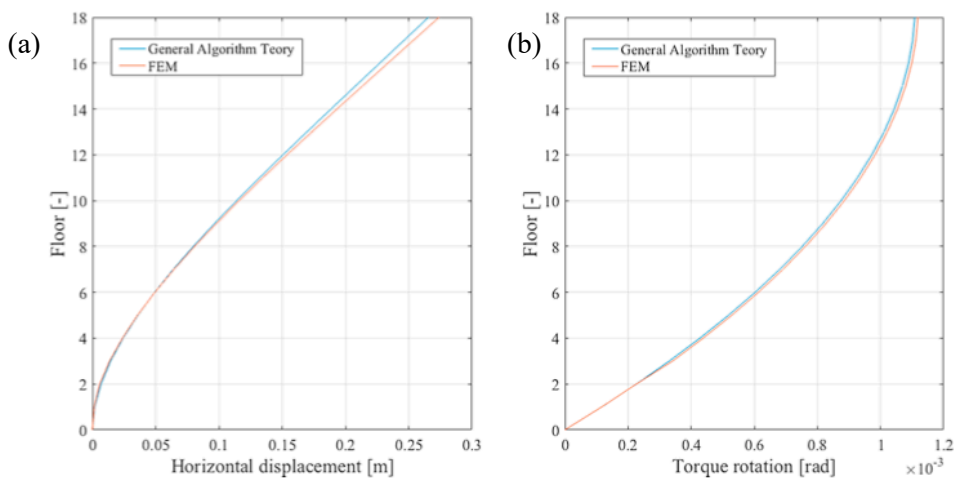 (a)
General Algorithm Teory
FEM
18
16
14
12
10
8
6
4
2
0
Floor [-]
0 0.05 0.1 0.15 0.2 0.25 0.3
Horizontal displacement [m]
(b)
General Algorithm Teory
FEM
18
16
14
12
10
8
6
4
2
0
Floor [-]
0 0.2 0.4 0.6 0.8 1 1.2
Torque rotation [rad]
×10⁻³